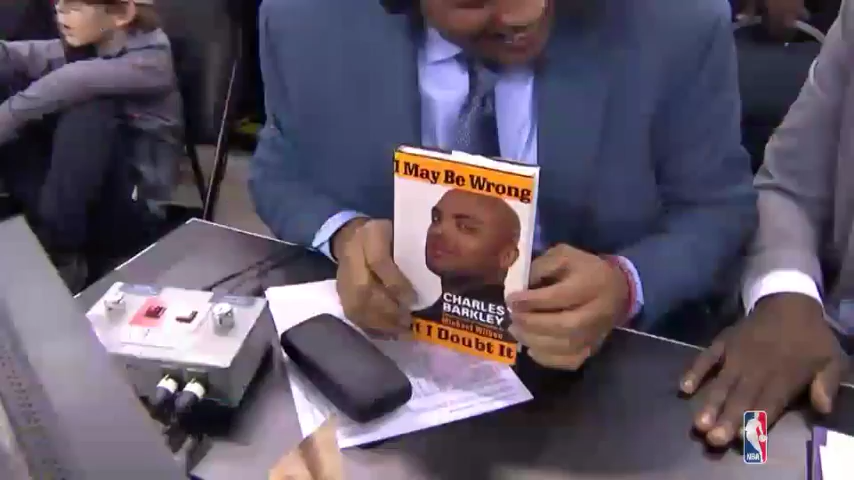 I May Be Wrong
CHARLES
BARKLEY
Michael Wilbon
t I Doubt It
NBA